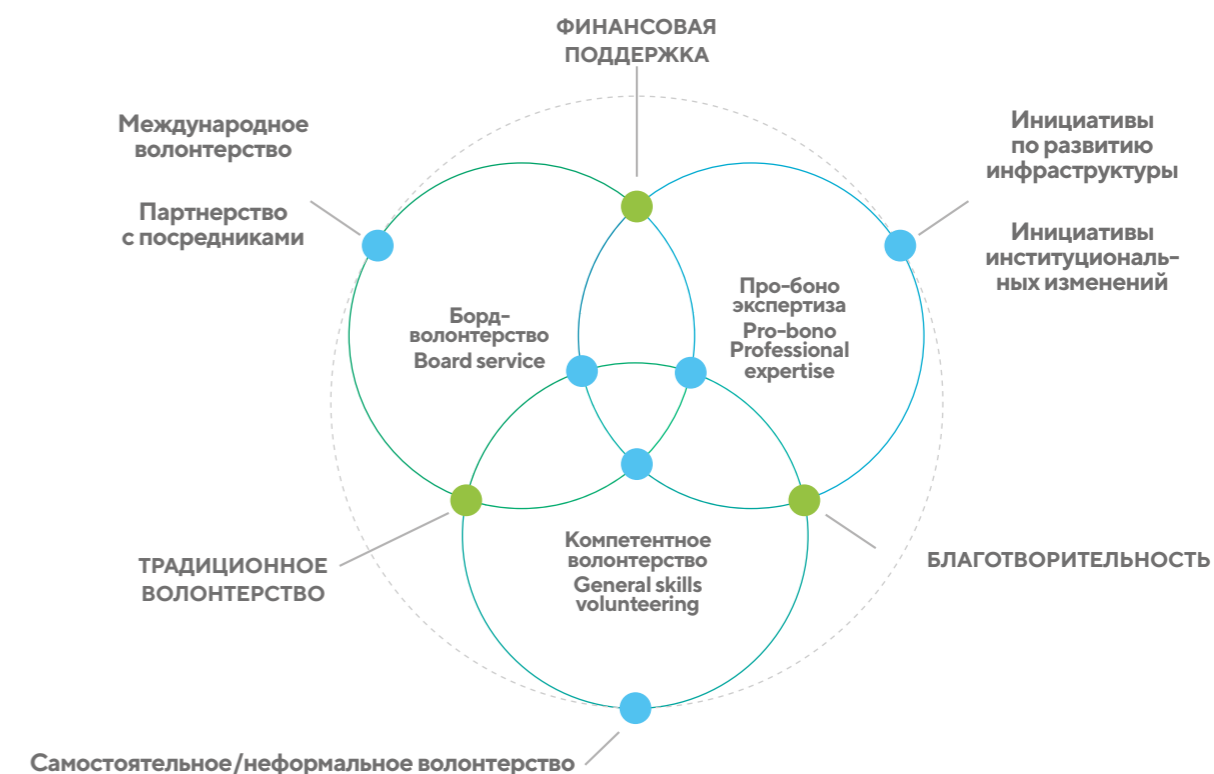 ФИНАНСОВАЯ
ПОДДЕРЖКА
Международное
волонтерство
Партнерство
с посредниками
Инициативы
по развитию
инфраструктуры
Инициативы
институциональ-
ных изменений
Борд-
волонтерство
Board service
Про-боно
экспертиза
Pro-bono
Professional
expertise
Компетентное
волонтерство
General skills
volunteering
ТРАДИЦИОННОЕ
ВОЛОНТЕРСТВО
БЛАГОТВОРИТЕЛЬНОСТЬ
Самостоятельное/неформальное волонтерство